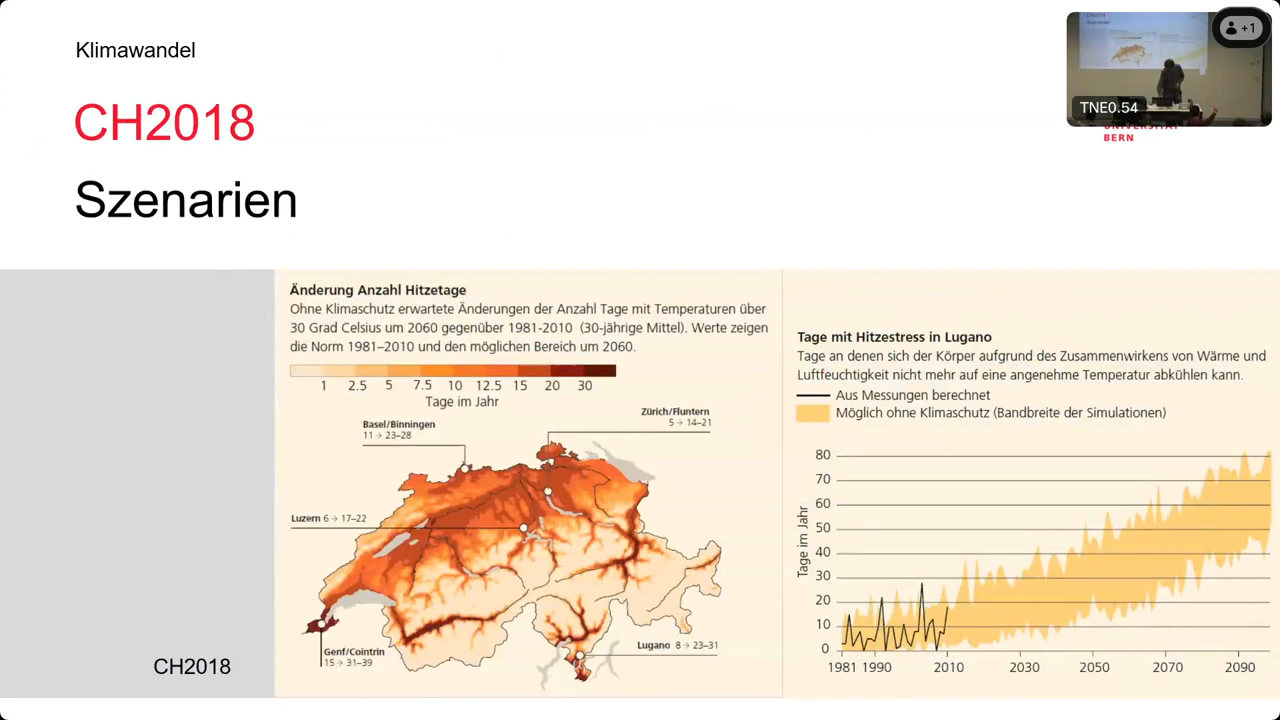 Klimawandel
CH2018
Szenarien
+1
TNE0.54
BERN
Änderung Anzahl Hitzetage
Ohne Klimaschutz erwartete Änderungen der Anzahl Tage mit Temperaturen über
30 Grad Celsius um 2060 gegenüber 1981-2010 (30-jährige Mittel). Werte zeigen
die Norm 1981–2010 und den möglichen Bereich um 2060.
1 2.5 5 7.5 10 12.5 15 20 30
Tage im Jahr
Zürich/Fluntern
5 → 14–21
Basel/Binningen
11 → 23–28
Luzern 6 → 17–22
Genf/Cointrin
15 → 31–39
Lugano 8 → 23–31
CH2018
Tage mit Hitzestress in Lugano
Tage an denen sich der Körper aufgrund des Zusammenwirkens von Wärme und
Luftfeuchtigkeit nicht mehr auf eine angenehme Temperatur abkühlen kann.
Aus Messungen berechnet
Möglich ohne Klimaschutz (Bandbreite der Simulationen)
Tage im Jahr
80
70
60
50
40
30
20
10
0
1981 1990 2010 2030 2050 2070 2090